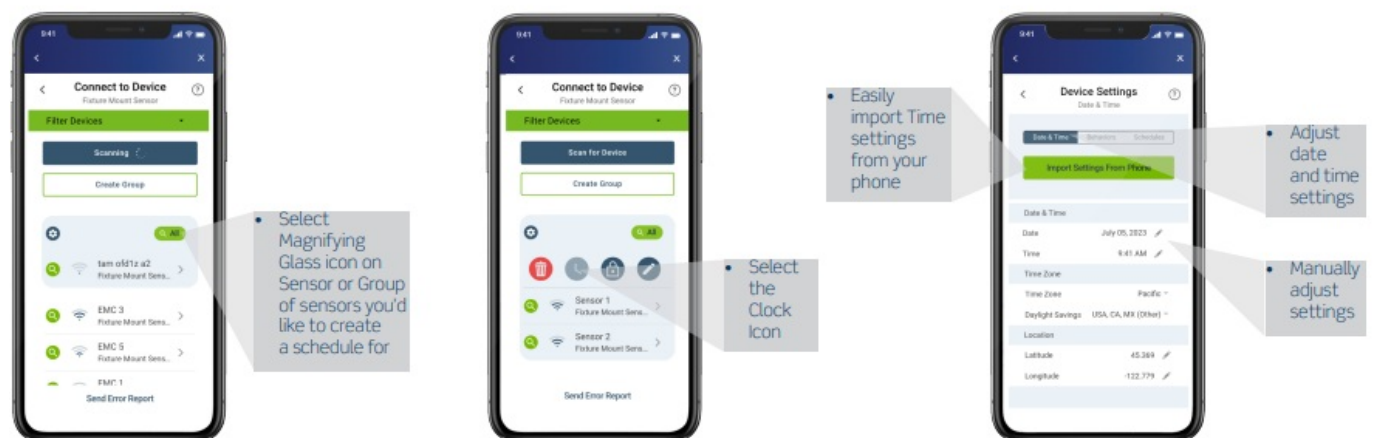 9:41
Connect to Device
Fixture Mount Sensor
Filter Devices
Scanning
Create Group
All
tam ofd1z a2
Fixture Mount Sens...
EMC 3
Fixture Mount Sens...
EMC 5
Fixture Mount Sens...
EMC 1
Send Error Report
• Select
Magnifying
Glass icon on
Sensor or Group
of sensors you'd
like to create
a schedule for
9:41
Connect to Device
Fixture Mount Sensor
Filter Devices
Scan for Device
Create Group
All
Sensor 1
Fixture Mount Sens...
Sensor 2
Fixture Mount Sens...
Send Error Report
• Select
the
Clock
Icon
• Easily
import Time
settings
from your
phone
9:41
Device Settings
Date & Time
Date & Time Behaviors Schedules
Import Settings From Phone
Date & Time
Date July 05, 2023
Time 9:41 AM
Time Zone
Time Zone Pacific
Daylight Savings USA, CA, MX (Other)
Location
Latitude 45.369
Longitude -122.779
• Adjust
date
and time
settings
• Manually
adjust
settings